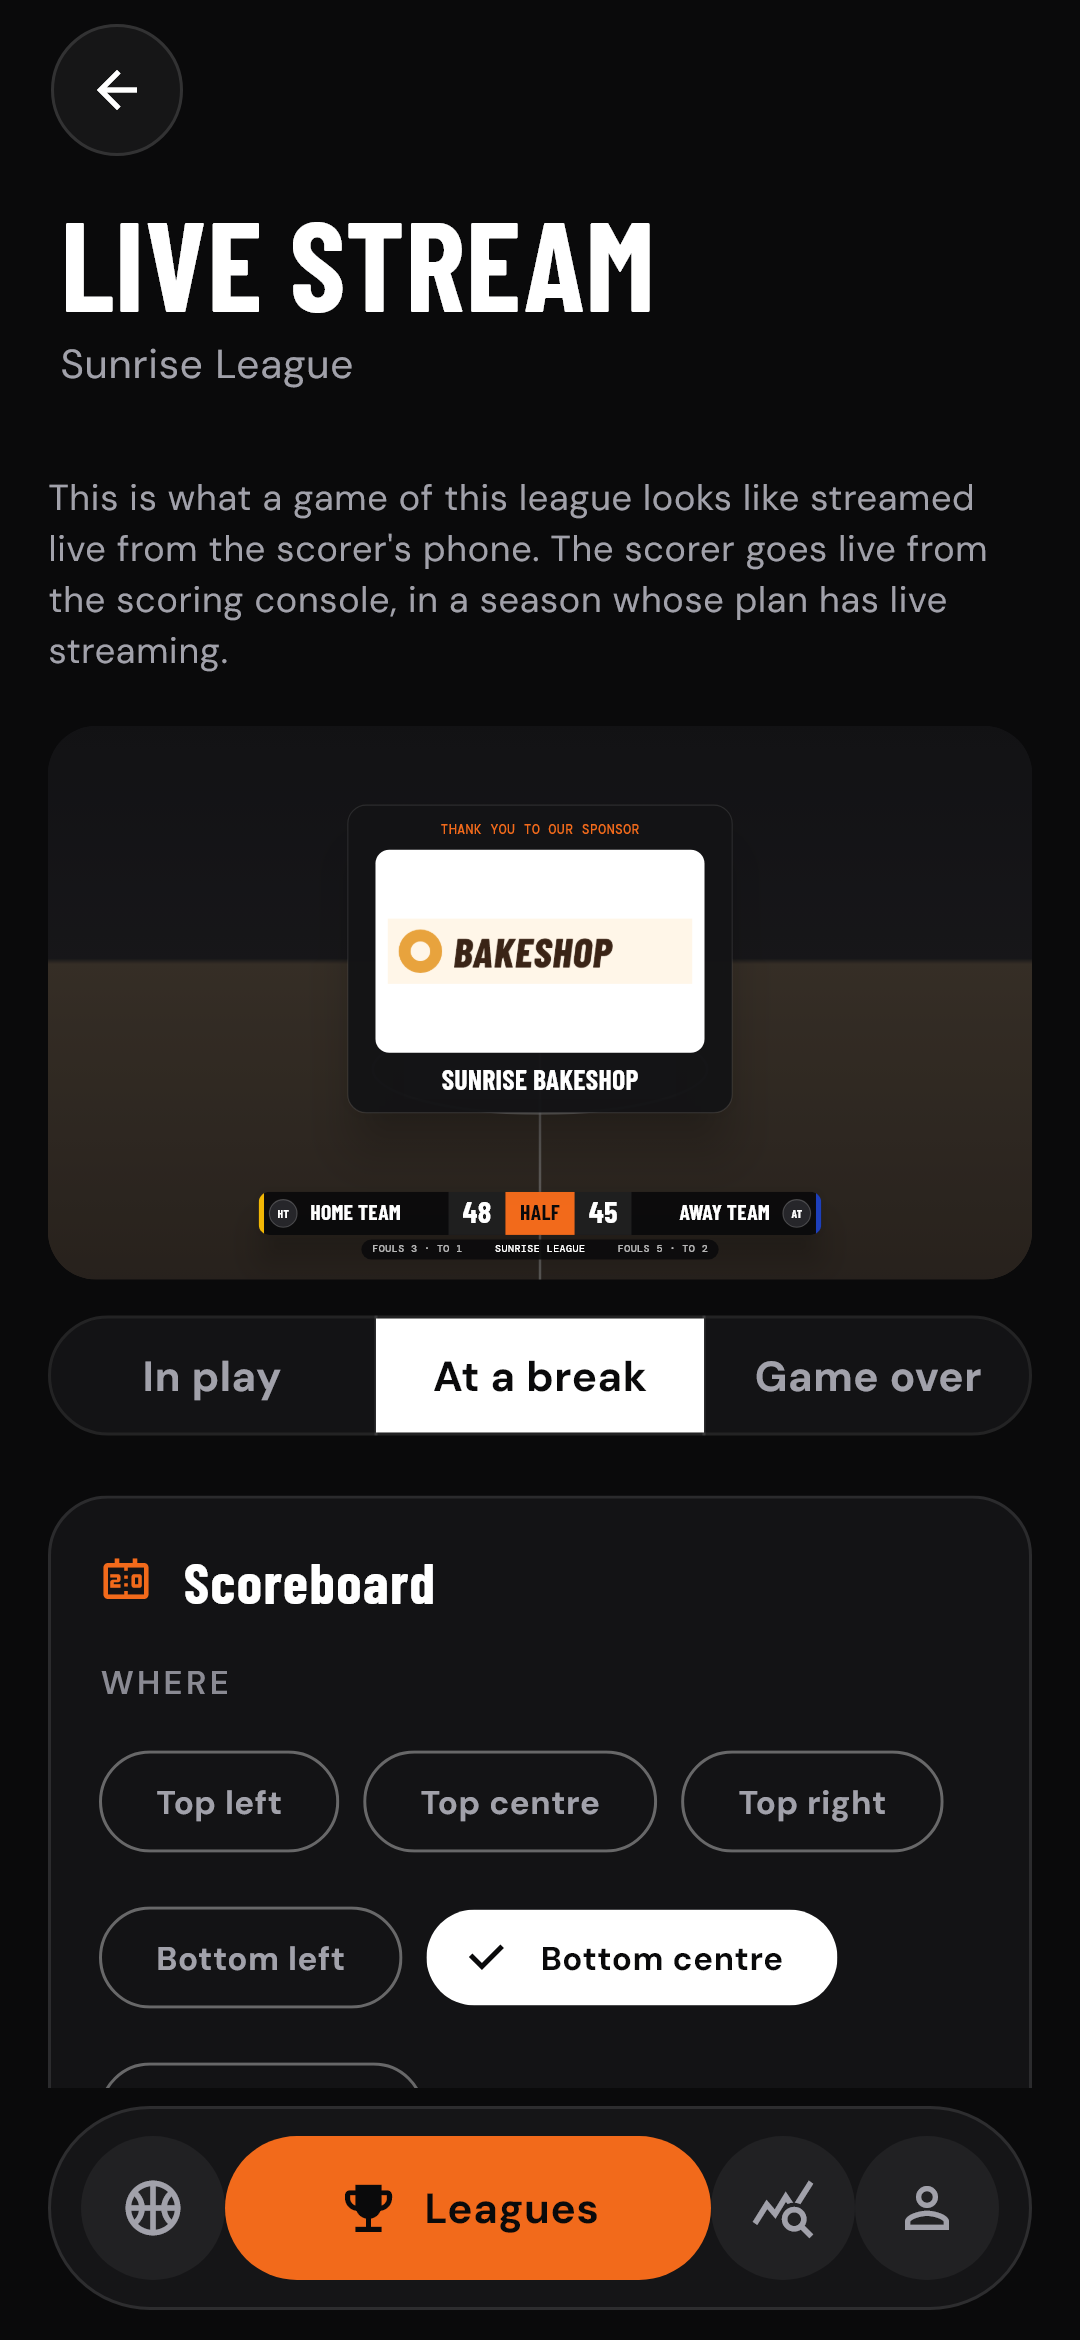 LIVE STREAM
Sunrise League
This is what a game of this league looks like streamed
live from the scorer's phone. The scorer goes live from
the scoring console, in a season whose plan has live
streaming.
THANK YOU TO OUR SPONSOR
BAKESHOP
SUNRISE BAKESHOP
HT HOME TEAM 48 HALF 45 AWAY TEAM AT
FOULS 3 · TO 1 SUNRISE LEAGUE FOULS 5 · TO 2
In play At a break Game over
2:0 Scoreboard
WHERE
Top left Top centre Top right
Bottom left Bottom centre
Leagues